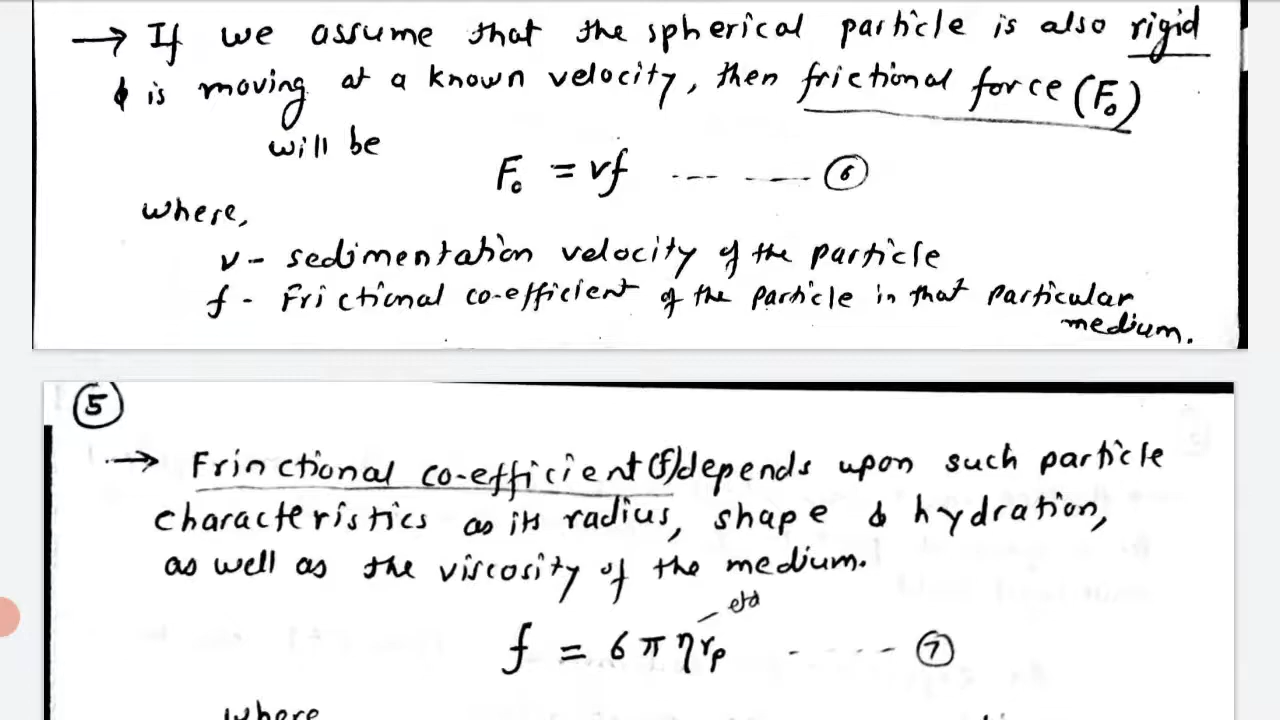 → If we assume that the spherical particle is also rigid
& is moving at a known velocity, then frictional force (F₀)
will be
F₀ = vf ---- ---- ⑥
where,
v - sedimentation velocity of the particle
f - Frictional co-efficient of the particle in that particular
medium.
⑤
→ Frinctional co-efficient (f) depends upon such particle
characteristics as its radius, shape & hydration,
as well as the viscosity of the medium.
eta
f = 6πηrₚ ----- ⑦
where